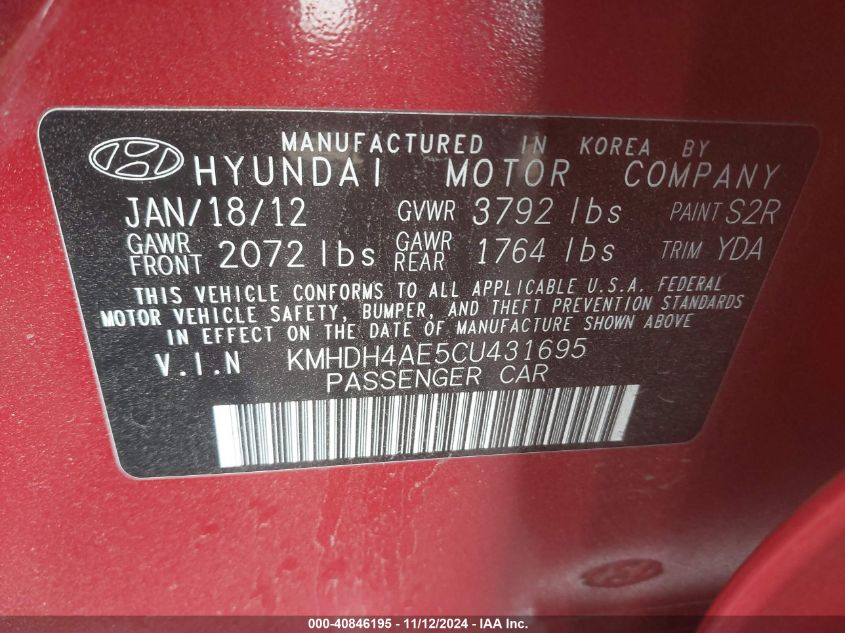 MANUFACTURED IN KOREA BY
HYUNDAI MOTOR COMPANY
JAN/18/12 GVWR 3792 lbs PAINT S2R
GAWR FRONT 2072 lbs GAWR REAR 1764 lbs TRIM YDA
THIS VEHICLE CONFORMS TO ALL APPLICABLE U.S.A. FEDERAL
MOTOR VEHICLE SAFETY, BUMPER, AND THEFT PREVENTION STANDARDS
IN EFFECT ON THE DATE OF MANUFACTURE SHOWN ABOVE
V.I.N KMHDH4AE5CU431695
PASSENGER CAR
000-40846195 - 11/12/2024 - IAA, Inc.